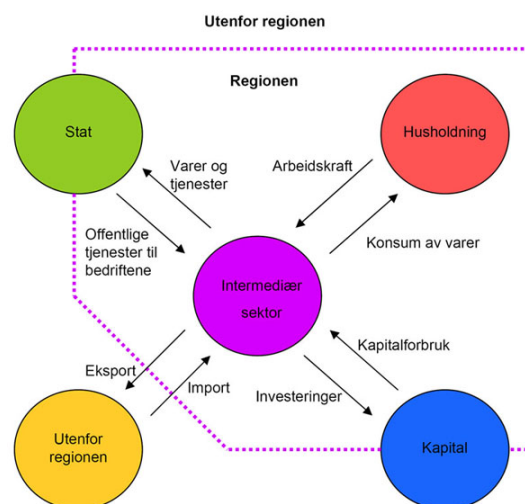 Utenfor regionen
Regionen
Stat
Husholdning
Varer og
tjenester
Arbeidskraft
Offentlige
tjenester til
bedriftene
Konsum av varer
Intermediær
sektor
Kapitalforbruk
Eksport
Import
Investeringer
Utenfor
regionen
Kapital